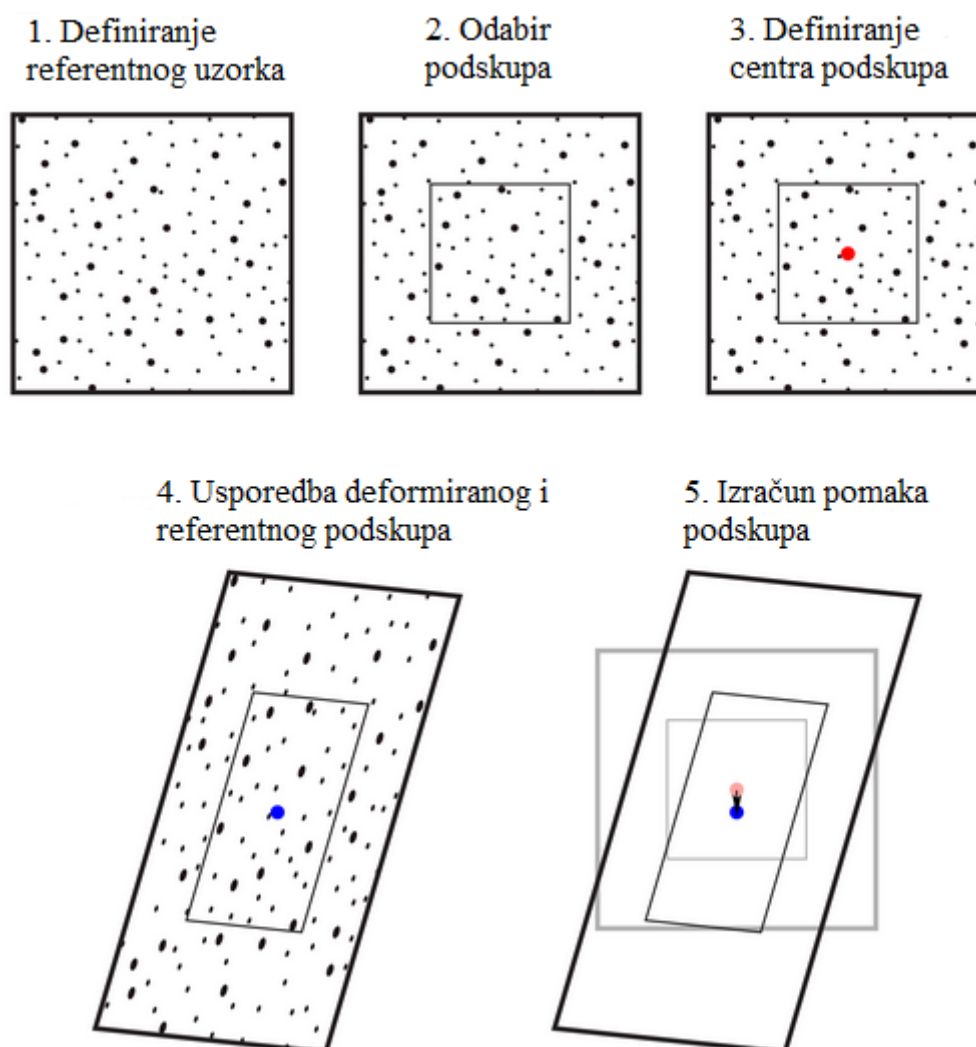 1. Definiranje
referentnog uzorka
2. Odabir
podskupa
3. Definiranje
centra podskupa
4. Usporedba deformiranog i
referentnog podskupa
5. Izračun pomaka
podskupa